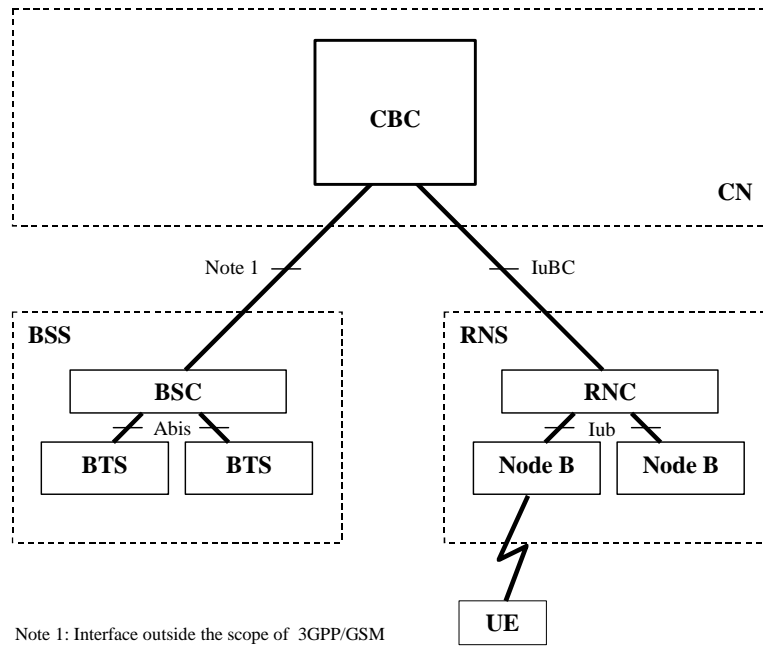 CBC
CN
Note 1
IuBC
BSS
RNS
BSC
RNC
Abis
Iub
BTS
BTS
Node B
Node B
UE
Note 1: Interface outside the scope of 3GPP/GSM